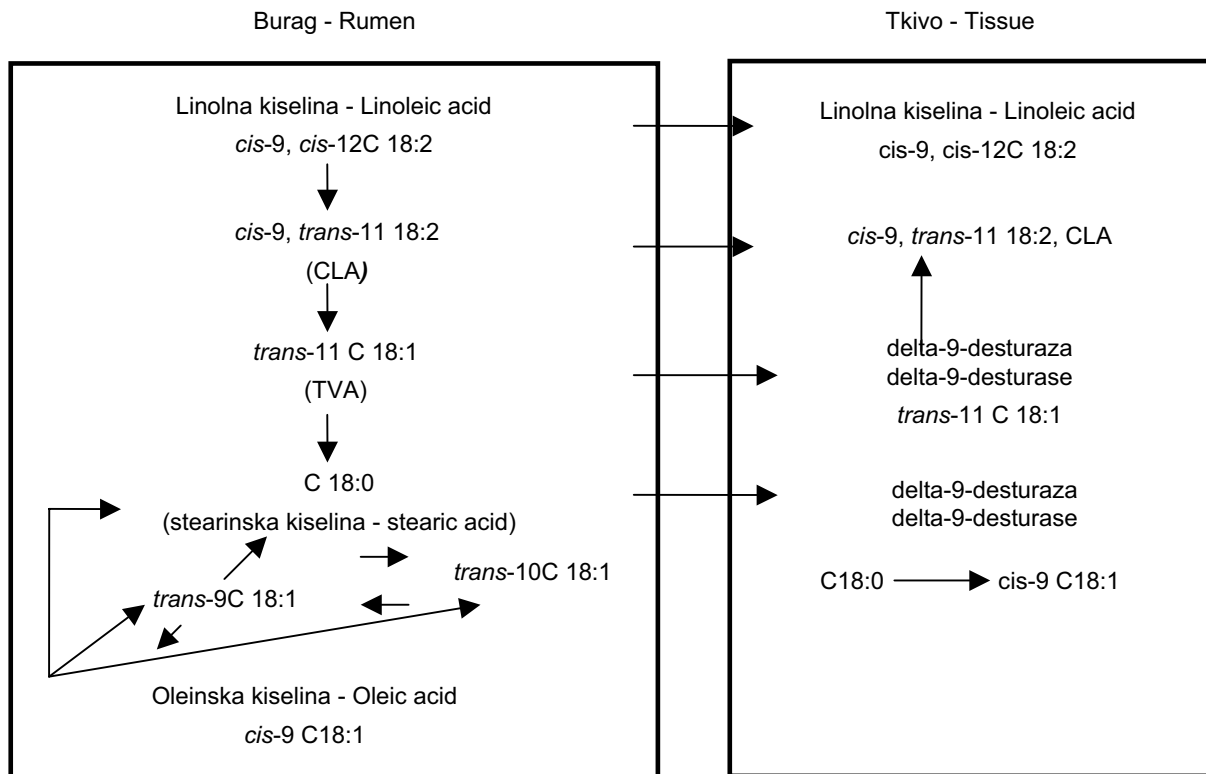 Burag - Rumen
Linolna kiselina - Linoleic acid
cis-9, cis-12C 18:2
cis-9, trans-11 18:2
(CLA)
trans-11 C 18:1
(TVA)
C 18:0
(stearinska kiselina - stearic acid)
trans-10C 18:1
trans-9C 18:1
Oleinska kiselina - Oleic acid
cis-9 C18:1
Tkivo - Tissue
Linolna kiselina - Linoleic acid
cis-9, cis-12C 18:2
cis-9, trans-11 18:2, CLA
delta-9-desturaza
delta-9-desturase
trans-11 C 18:1
delta-9-desturaza
delta-9-desturase
C18:0 cis-9 C18:1